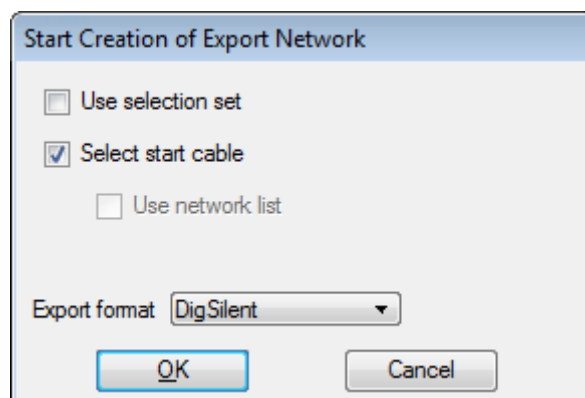 Start Creation of Export Network
Use selection set
Select start cable
Use network list
Export format DigSilent
OK Cancel